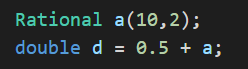 Rational a(10,2);
double d = 0.5 + a;